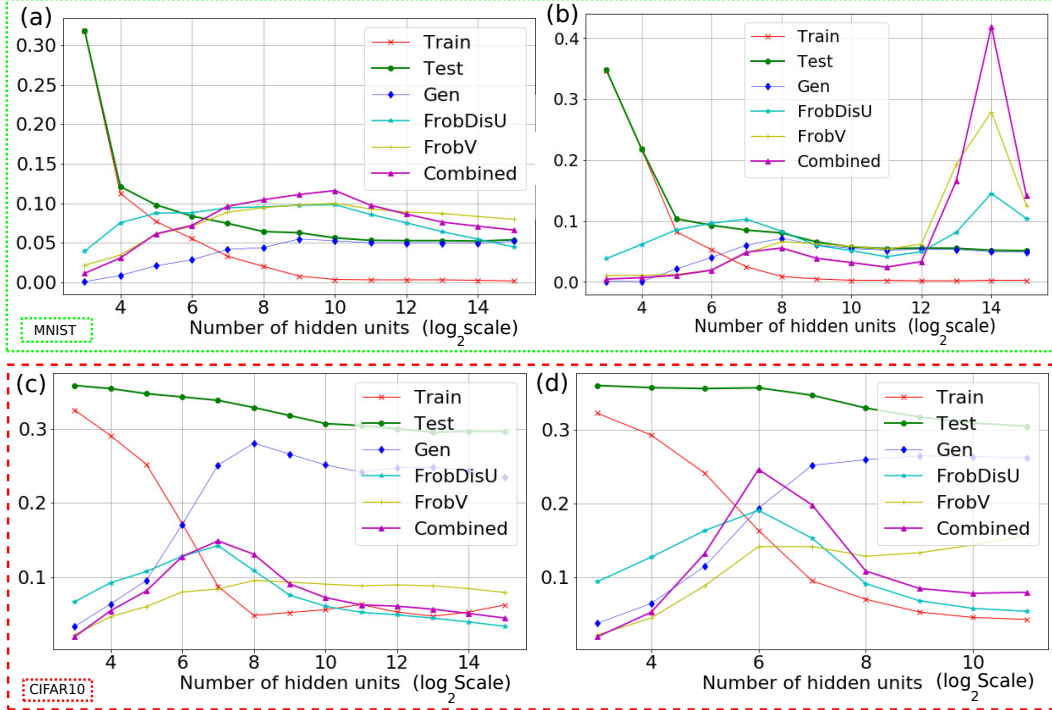 (a)
0.30
0.25
0.20
0.15
0.10
0.05
0.00
4 6 8 10 12 14
Train
Test
Gen
FrobDisU
FrobV
Combined
Number of hidden units (log2 scale)
MNIST
(b)
0.4
0.3
0.2
0.1
0.0
4 6 8 10 12 14
Train
Test
Gen
FrobDisU
FrobV
Combined
Number of hidden units (log2 scale)
(c)
0.3
0.2
0.1
4 6 8 10 12 14
Train
Test
Gen
FrobDisU
FrobV
Combined
Number of hidden units (log2 Scale)
CIFAR10
(d)
0.3
0.2
0.1
4 6 8 10
Train
Test
Gen
FrobDisU
FrobV
Combined
Number of hidden units (log2 Scale)